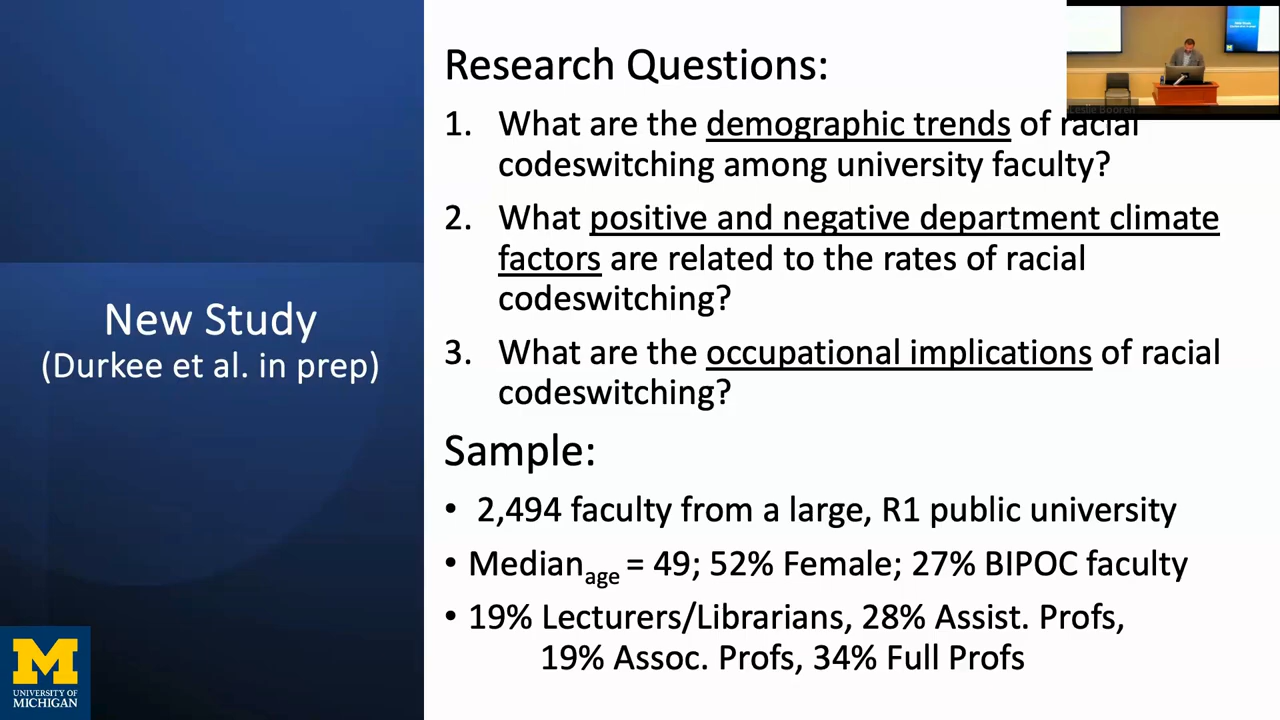 Research Questions:
1. What are the demographic trends of racial
codeswitching among university faculty?
2. What positive and negative department climate
factors are related to the rates of racial
codeswitching?
3. What are the occupational implications of racial
codeswitching?
Sample:
• 2,494 faculty from a large, R1 public university
• Median age = 49; 52% Female; 27% BIPOC faculty
• 19% Lecturers/Librarians, 28% Assist. Profs,
19% Assoc. Profs, 34% Full Profs
New Study
(Durkee et al. in prep)
M
UNIVERSITY OF
MICHIGAN
Leslie Booren